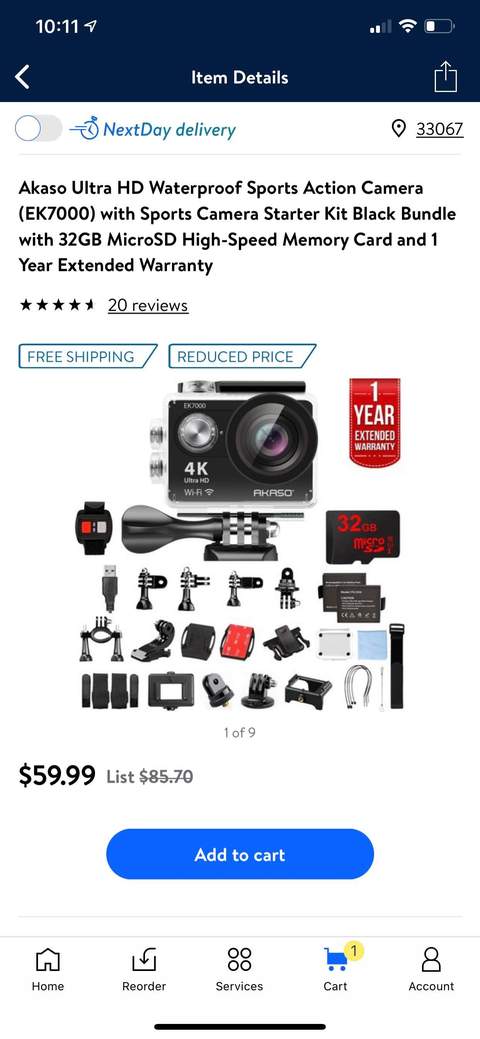 10:11
Item Details
NextDay delivery
33067
Akaso Ultra HD Waterproof Sports Action Camera
(EK7000) with Sports Camera Starter Kit Black Bundle
with 32GB MicroSD High-Speed Memory Card and 1
Year Extended Warranty
20 reviews
FREE SHIPPING
REDUCED PRICE
EK7000
4K
Ultra HD
Wi-Fi
AKASO
1
YEAR
EXTENDED
WARRANTY
32GB
micro
SD
1 of 9
$59.99 List $85.70
Add to cart
1
Home
Reorder
Services
Cart
Account